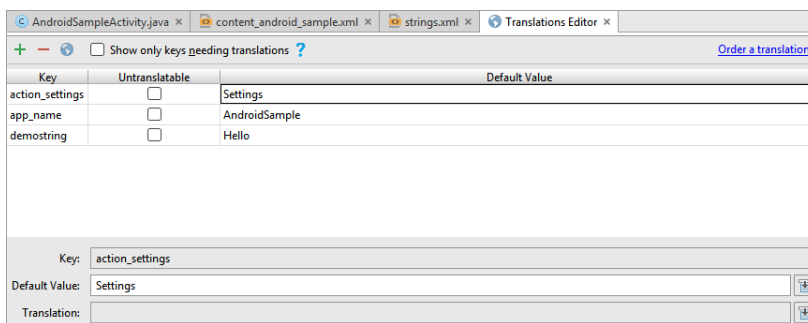 AndroidSampleActivity.java × content_android_sample.xml × strings.xml × Translations Editor ×
Show only keys needing translations ? Order a translation
Key Untranslatable Default Value
action_settings Settings
app_name AndroidSample
demostring Hello
Key: action_settings
Default Value: Settings
Translation: